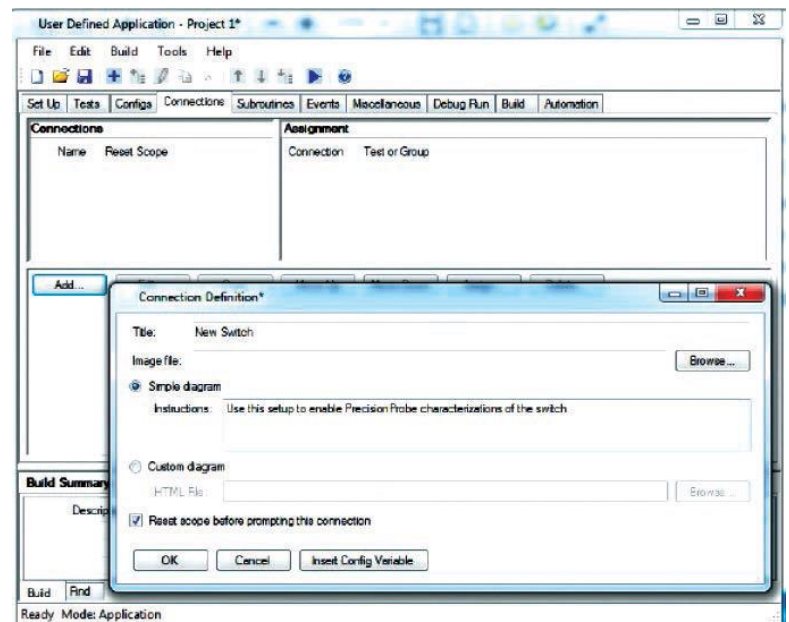 User Defined Application - Project 1*
File Edit Build Tools Help
Set Up Tests Configs Connections Subroutines Events Miscellaneous Debug Run Build Automation
Connections
Name Reset Scope
Assignment
Connection Test or Group
Add...
Connection Definition*
Title: New Switch
Image file:
Browse...
Simple diagram
Instructions: Use this setup to enable Precision Probe characterizations of the switch
Custom diagram
HTML File:
Browse...
Reset scope before prompting this connection
OK Cancel Insert Config Variable
Build Summary
Descrip
Build Find
Ready Mode: Application